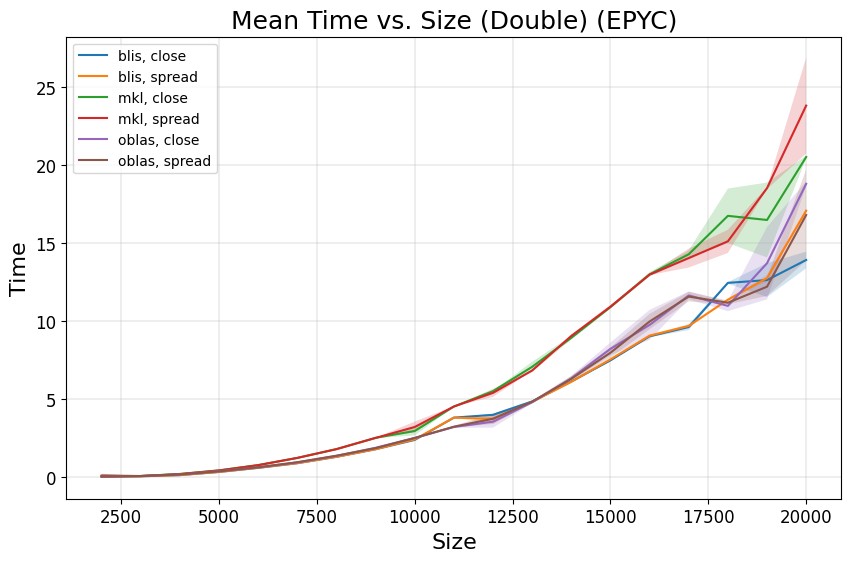 Mean Time vs. Size (Double) (EPYC)
blis, close
blis, spread
mkl, close
mkl, spread
oblas, close
oblas, spread
Time
25
20
15
10
5
0
2500 5000 7500 10000 12500 15000 17500 20000
Size